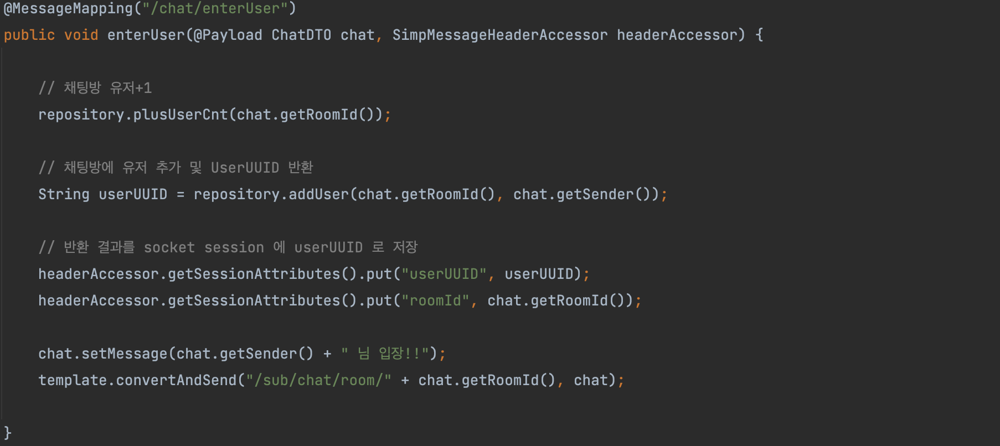 @MessageMapping("/chat/enterUser")
public void enterUser(@Payload ChatDTO chat, SimpMessageHeaderAccessor headerAccessor) {
// 채팅방 유저+1
repository.plusUserCnt(chat.getRoomId());
// 채팅방에 유저 추가 및 UserUUID 반환
String userUUID = repository.addUser(chat.getRoomId(), chat.getSender());
// 반환 결과를 socket session 에 userUUID 로 저장
headerAccessor.getSessionAttributes().put("userUUID", userUUID);
headerAccessor.getSessionAttributes().put("roomId", chat.getRoomId());
chat.setMessage(chat.getSender() + " 님 입장!!");
template.convertAndSend("/sub/chat/room/" + chat.getRoomId(), chat);
}